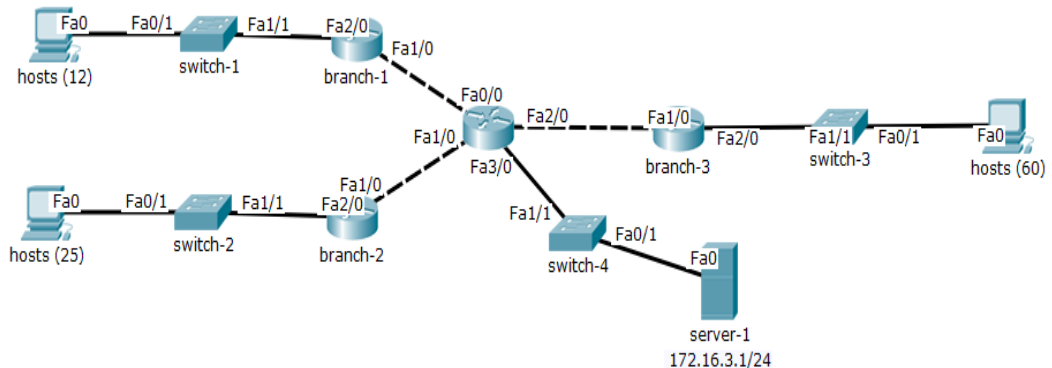 Fa0 Fa0/1 Fa1/1 Fa2/0
Fa1/0
hosts (12)
switch-1
branch-1
Fa0/0
Fa2/0 Fa1/0
Fa1/0
Fa2/0 Fa1/1 Fa0/1 Fa0
Fa3/0
branch-3
switch-3
hosts (60)
Fa1/0
Fa0 Fa0/1 Fa1/1 Fa2/0
hosts (25)
switch-2
branch-2
Fa1/1
Fa0/1
switch-4
Fa0
server-1
172.16.3.1/24